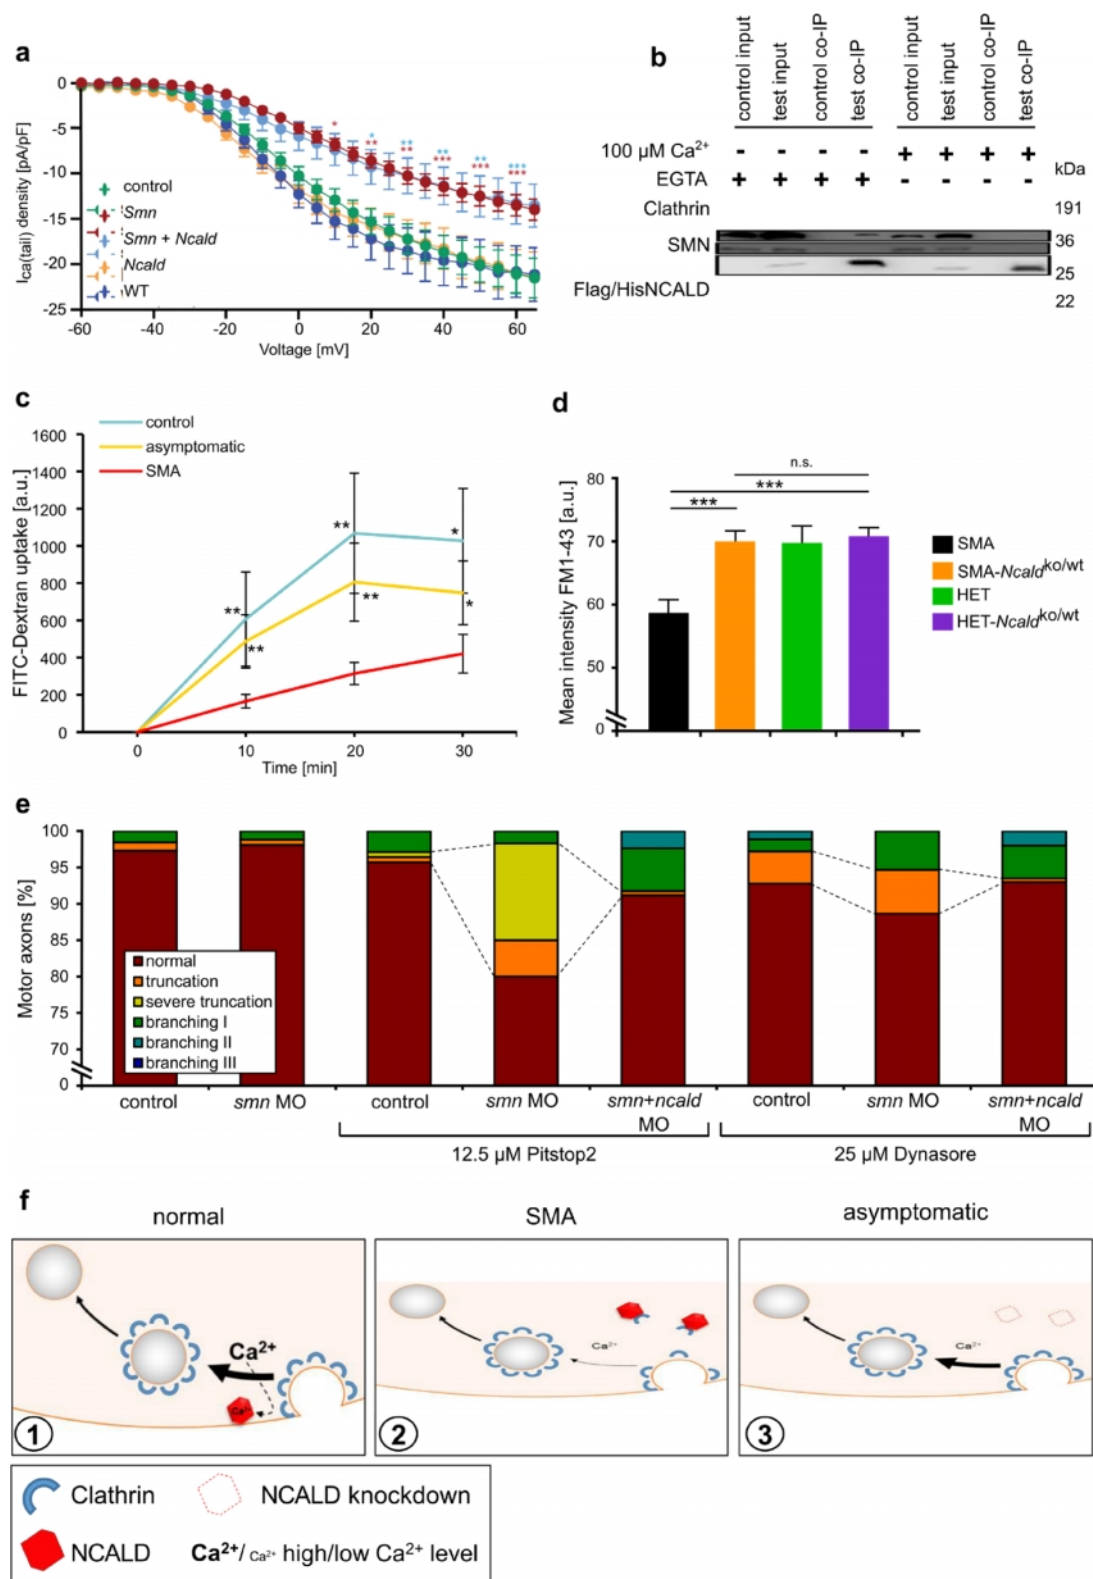 a
0
-5
-10
-15
-20
-25
-60
-40
-20
0
20
40
60
Voltage [mV]
Ica(tail) density [pA/pF]
control
Smn
Smn + Ncald
Ncald
WT
*
*
**
**
**
**
***
**
***
***
***
b
control input
test input
control co-IP
test co-IP
control input
test input
control co-IP
test co-IP
100 µM Ca²⁺ - - - - + + + +
EGTA + + + + - - - -
kDa
Clathrin 191
SMN 36
25
Flag/HisNCALD 22
c
control
asymptomatic
SMA
1600
1400
1200
1000
800
600
400
200
0
0 10 20 30
Time [min]
FITC-Dextran uptake [a.u.]
**
**
**
**
*
*
d
n.s.
***
***
80
70
60
50
0
Mean intensity FM1-43 [a.u.]
SMA
SMA-Ncald ko/wt
HET
HET-Ncald ko/wt
e
100
95
90
85
80
75
70
0
Motor axons [%]
normal
truncation
severe truncation
branching I
branching II
branching III
control smn MO control smn MO smn+ncald MO control smn MO smn+ncald MO
12.5 µM Pitstop2 25 µM Dynasore
f
normal SMA asymptomatic
Ca²⁺
Ca²⁺
Ca²⁺
Ca²⁺
1
2
3
Clathrin NCALD knockdown
NCALD Ca²⁺/ Ca²⁺ high/low Ca²⁺ level